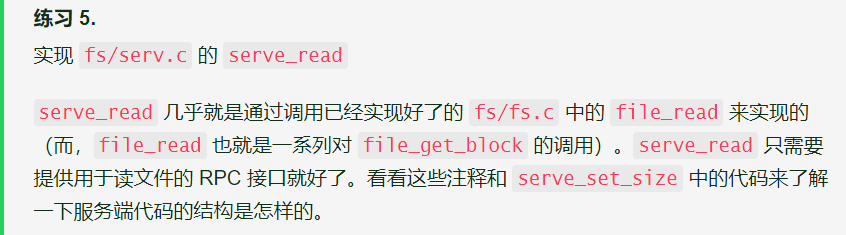 练习 5.
实现 fs/serv.c 的 serve_read
serve_read 几乎就是通过调用已经实现好了的 fs/fs.c 中的 file_read 来实现的
（而，file_read 也就是一系列对 file_get_block 的调用）。serve_read 只需要
提供用于读文件的 RPC 接口就好了。看看这些注释和 serve_set_size 中的代码来了解
一下服务端代码的结构是怎样的。